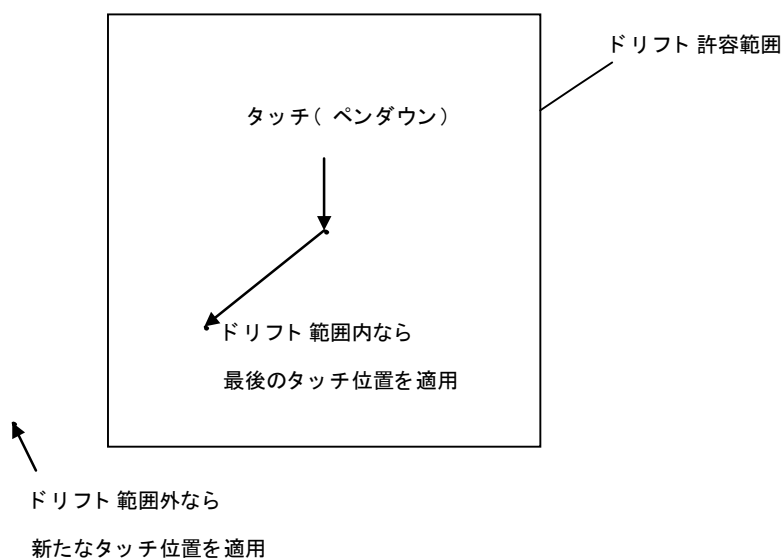 ドリフト許容範囲
タッチ(ペンダウン)
ドリフト範囲内なら
最後のタッチ位置を適用
ドリフト範囲外なら
新たなタッチ位置を適用